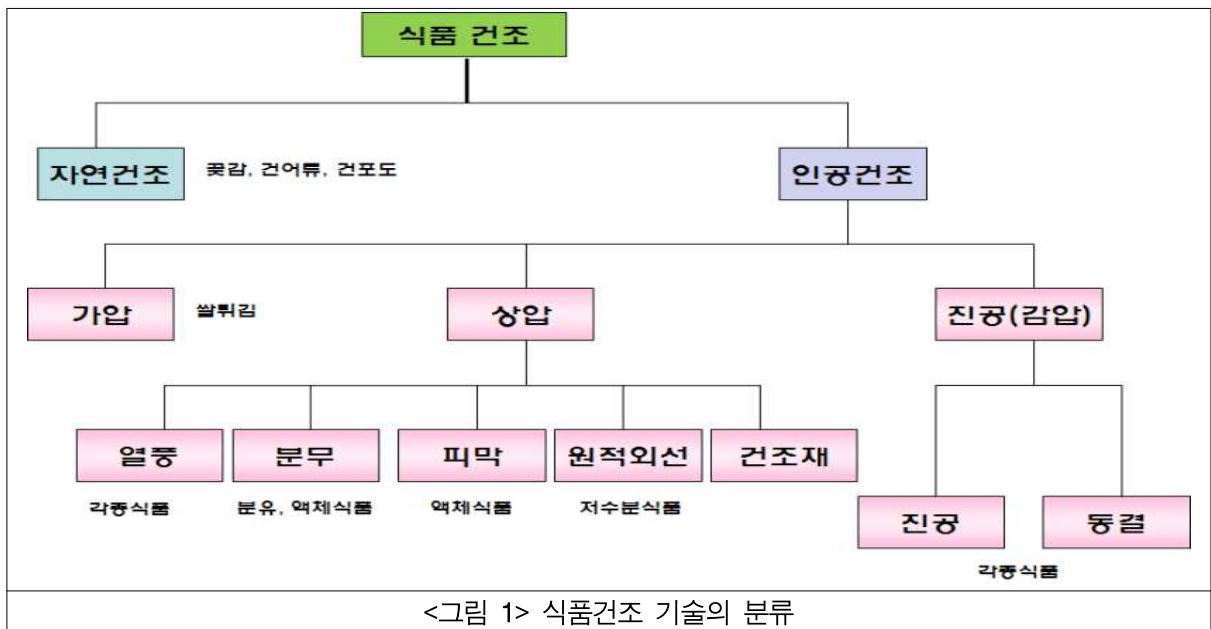 식품 건조
자연건조 꽂감, 건어류, 건포도 인공건조
가압 쌀튀김 상압 진공(감압)
열풍 분무 피막 원적외선 건조재
각종식품 분유, 액체식품 액체식품 저수분식품
진공 동결
각종식품
<그림 1> 식품건조 기술의 분류